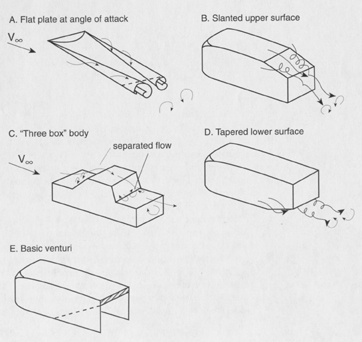 A. Flat plate at angle of attack
V∞
B. Slanted upper surface
C. "Three box" body
separated flow
V∞
D. Tapered lower surface
E. Basic venturi